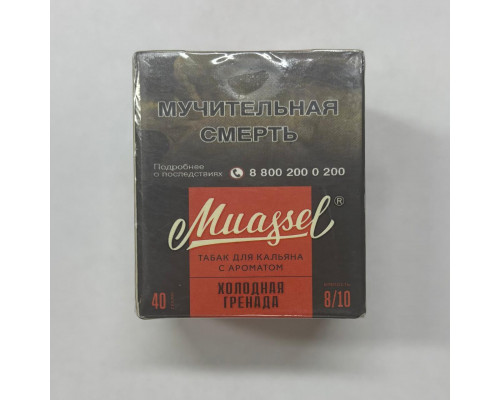 МУЧИТЕЛЬНАЯ
СМЕРТЬ
Подробнее
о последствиях
8 800 200 0 200
Muassel®
ТАБАК ДЛЯ КАЛЬЯНА
С АРОМАТОМ
ХОЛОДНАЯ
ГРЕНАДА
40
8/10